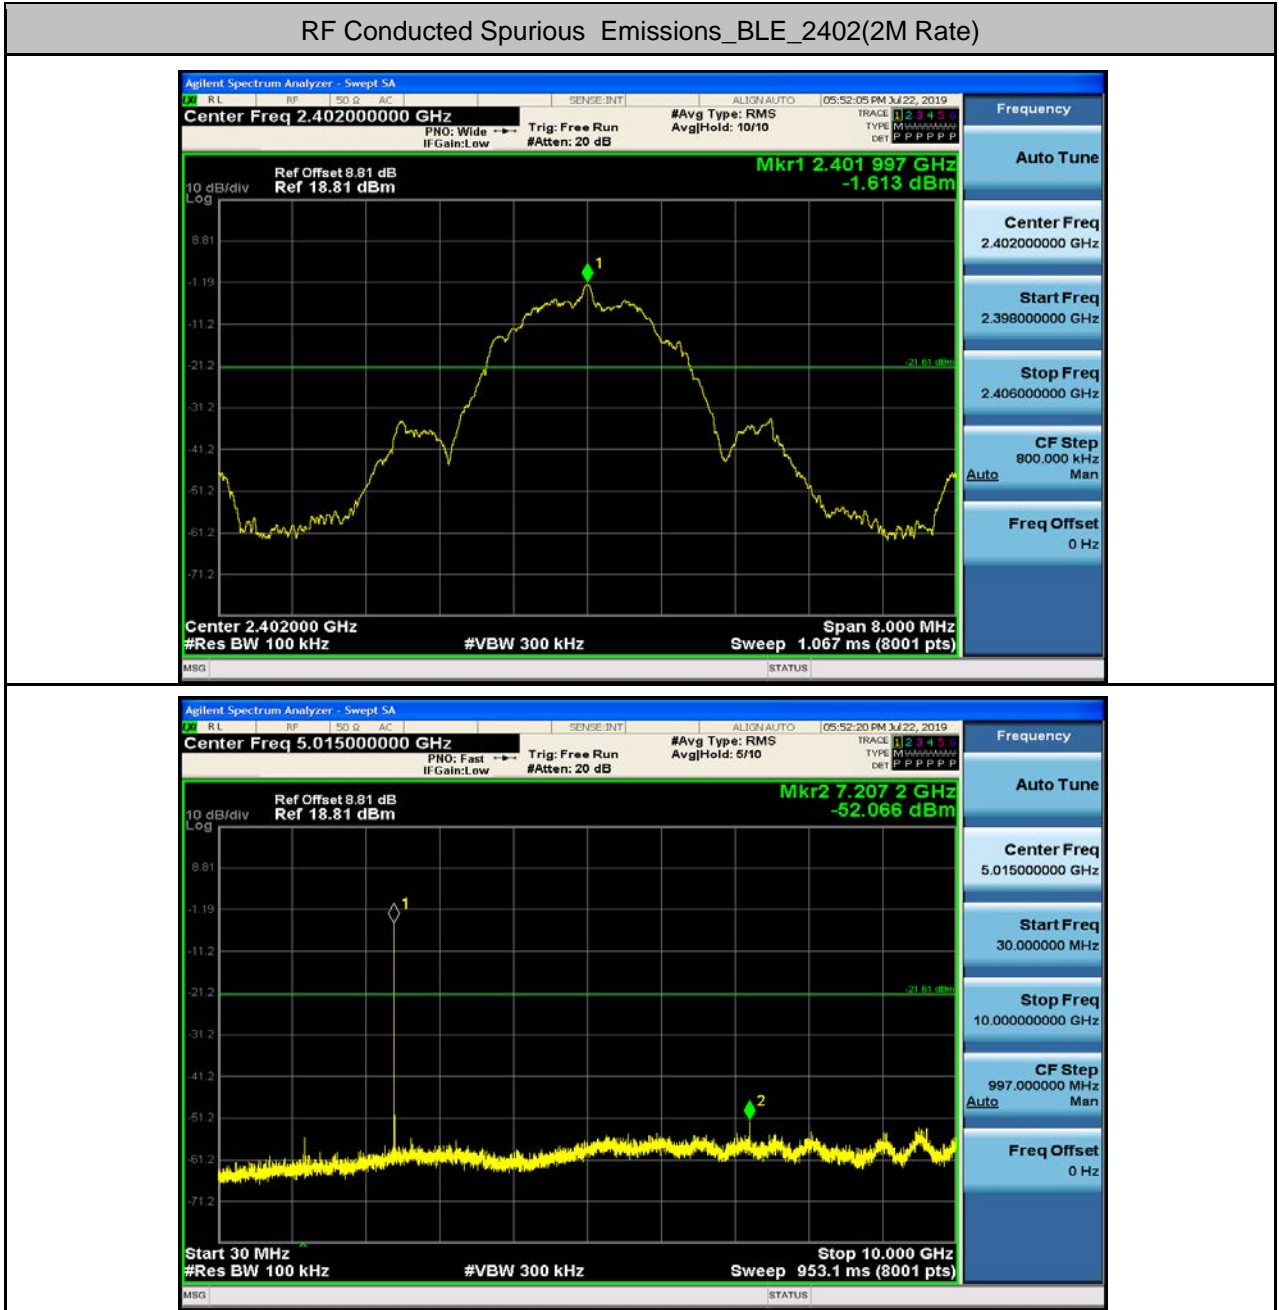 RF Conducted Spurious Emissions_BLE_2402(2M Rate)
Agilent Spectrum Analyzer - Swept SA
RL RF 50 Ω AC SENSE:INT ALIGN AUTO 05:52:05 PM Jul 22, 2019
Center Freq 2.402000000 GHz
PNO: Wide
IFGain:Low
Trig: Free Run
#Atten: 20 dB
#Avg Type: RMS
Avg|Hold: 10/10
TRACE 1 2 3 4 5 6
TYPE M
DET P P P P P P
Mkr1 2.401 997 GHz
-1.613 dBm
Ref Offset 8.81 dB
10 dB/div Ref 18.81 dBm
Log
8.81
1
-1.19
-11.2
-21.2
-21.61 dBm
-31.2
-41.2
-51.2
-61.2
-71.2
Center 2.402000 GHz Span 8.000 MHz
#Res BW 100 kHz #VBW 300 kHz Sweep 1.067 ms (8001 pts)
MSG STATUS
Frequency
Auto Tune
Center Freq
2.402000000 GHz
Start Freq
2.398000000 GHz
Stop Freq
2.406000000 GHz
CF Step
800.000 kHz
Auto Man
Freq Offset
0 Hz
Agilent Spectrum Analyzer - Swept SA
RL RF 50 Ω AC SENSE:INT ALIGN AUTO 05:52:20 PM Jul 22, 2019
Center Freq 5.015000000 GHz
PNO: Fast
IFGain:Low
Trig: Free Run
#Atten: 20 dB
#Avg Type: RMS
Avg|Hold: 5/10
TRACE 1 2 3 4 5 6
TYPE M
DET P P P P P P
Mkr2 7.207 2 GHz
-52.066 dBm
Ref Offset 8.81 dB
10 dB/div Ref 18.81 dBm
Log
8.81
1
-1.19
-11.2
-21.2
-21.61 dBm
-31.2
-41.2
2
-51.2
-61.2
-71.2
Start 30 MHz Stop 10.000 GHz
#Res BW 100 kHz #VBW 300 kHz Sweep 953.1 ms (8001 pts)
MSG STATUS
Frequency
Auto Tune
Center Freq
5.015000000 GHz
Start Freq
30.000000 MHz
Stop Freq
10.000000000 GHz
CF Step
997.000000 MHz
Auto Man
Freq Offset
0 Hz